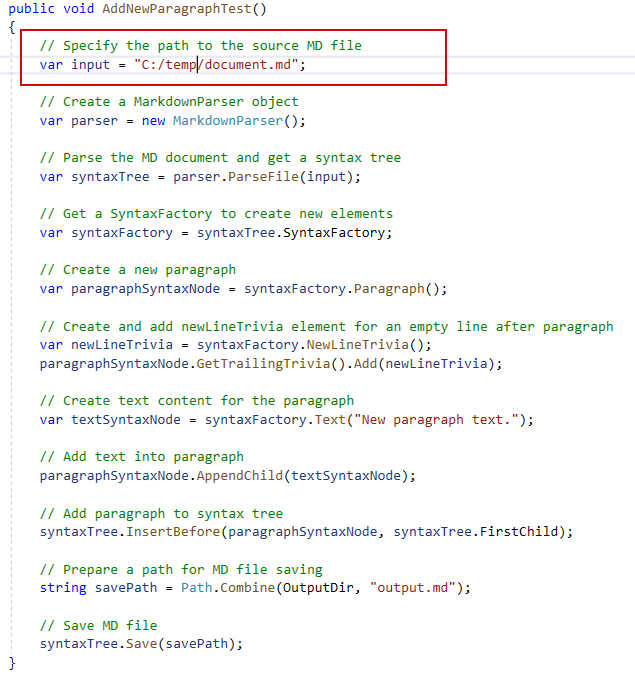 public void AddNewParagraphTest()
{
    // Specify the path to the source MD file
    var input = "C:/temp/document.md";

    // Create a MarkdownParser object
    var parser = new MarkdownParser();

    // Parse the MD document and get a syntax tree
    var syntaxTree = parser.ParseFile(input);

    // Get a SyntaxFactory to create new elements
    var syntaxFactory = syntaxTree.SyntaxFactory;

    // Create a new paragraph
    var paragraphSyntaxNode = syntaxFactory.Paragraph();

    // Create and add newLineTrivia element for an empty line after paragraph
    var newLineTrivia = syntaxFactory.NewLineTrivia();
    paragraphSyntaxNode.GetTrailingTrivia().Add(newLineTrivia);

    // Create text content for the paragraph
    var textSyntaxNode = syntaxFactory.Text("New paragraph text.");

    // Add text into paragraph
    paragraphSyntaxNode.AppendChild(textSyntaxNode);

    // Add paragraph to syntax tree
    syntaxTree.InsertBefore(paragraphSyntaxNode, syntaxTree.FirstChild);

    // Prepare a path for MD file saving
    string savePath = Path.Combine(OutputDir, "output.md");

    // Save MD file
    syntaxTree.Save(savePath);
}